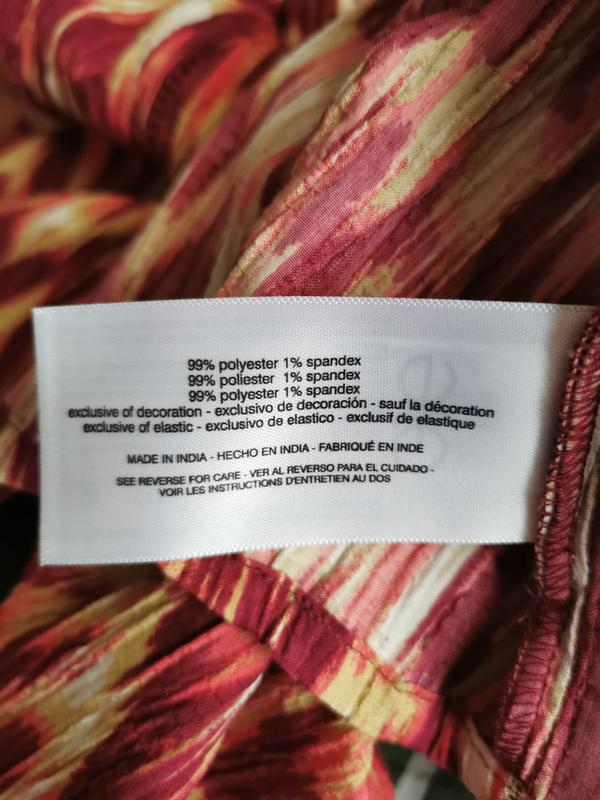 99% polyester 1% spandex
99% poliester 1% spandex
99% polyester 1% spandex
exclusive of decoration - exclusivo de decoración - sauf la décoration
exclusive of elastic - exclusivo de elastico - exclusif de elastique
MADE IN INDIA - HECHO EN INDIA - FABRIQUÉ EN INDE
SEE REVERSE FOR CARE - VER AL REVERSO PARA EL CUIDADO -
VOIR LES INSTRUCTIONS D'ENTRETIEN AU DOS